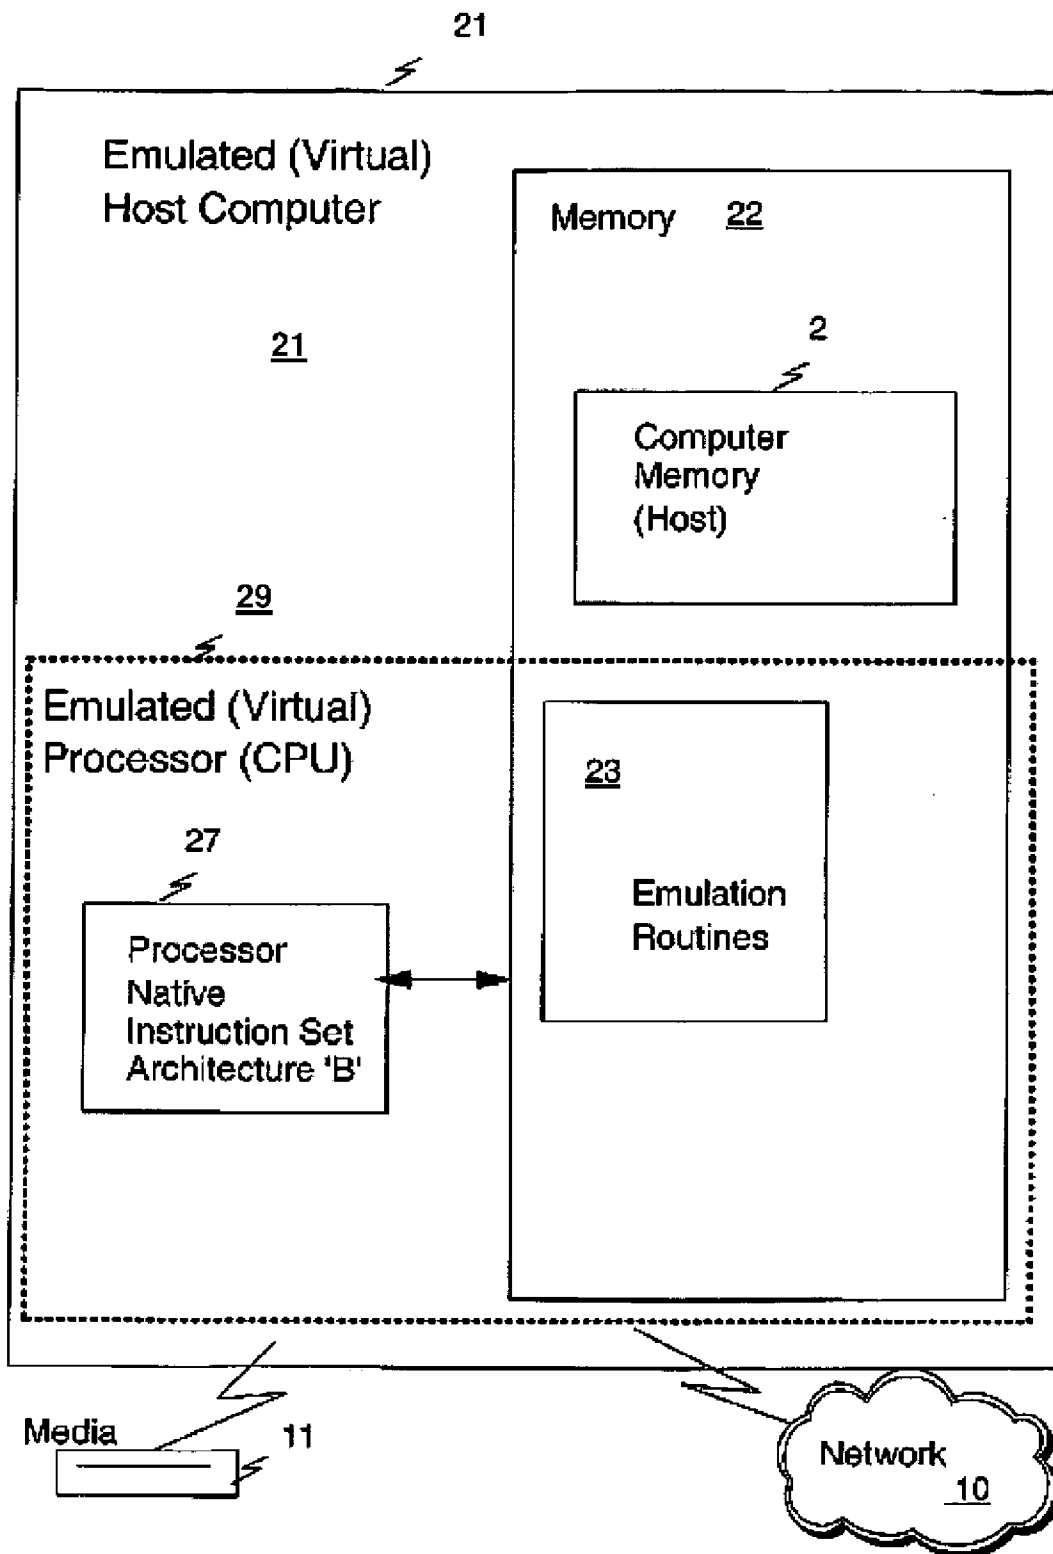 21
Emulated (Virtual)
Host Computer
Memory 22
21
2
Computer
Memory
(Host)
29
Emulated (Virtual)
Processor (CPU)
23
27
Emulation
Routines
Processor
Native
Instruction Set
Architecture 'B'
Media
11
Network
10